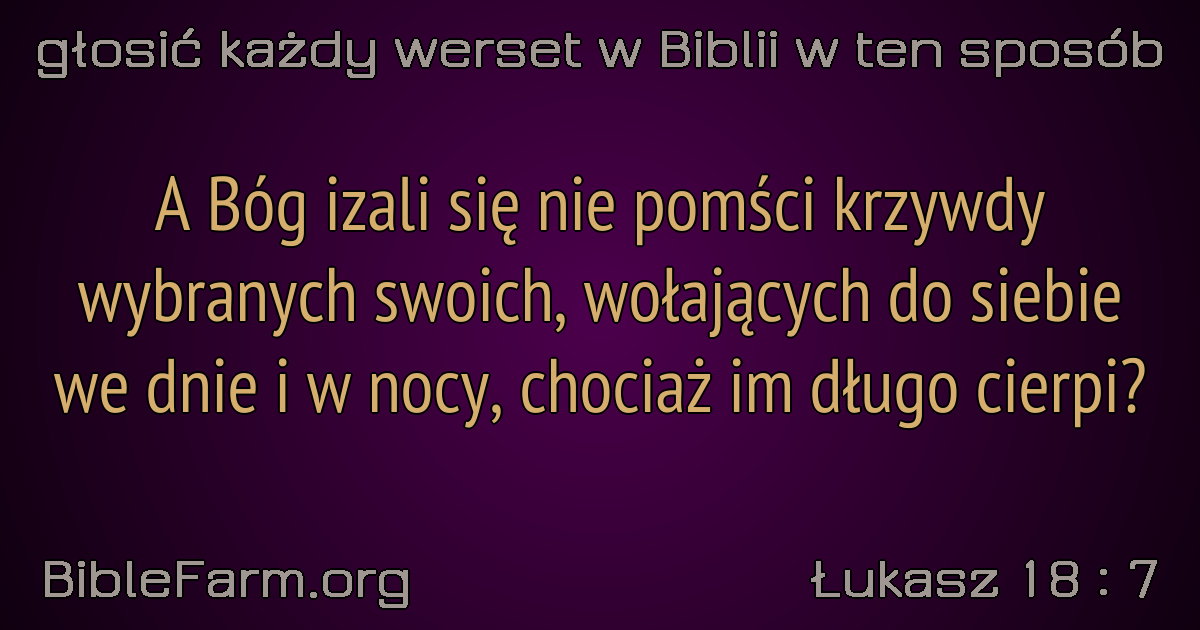 głosić każdy werset w Biblii w ten sposób
A Bóg izali się nie pomści krzywdy
wybranych swoich, wołających do siebie
we dnie i w nocy, chociaż im długo cierpi?
BibleFarm.org
Łukasz 18 : 7